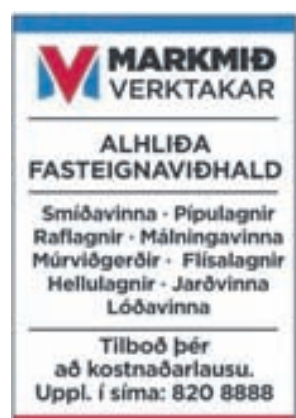 MARKMIÐ
VERKTAKAR
ALHLIÐA
FASTEIGNAVIÐHALD
Smíðavinna · Pípulagnir
Raflagnir · Málningavinna
Múrviðgerðir · Flísalagnir
Hellulagnir · Jarðvinna
Lóðavinna
Tilboð þér
að kostnaðarlausu.
Uppl. í síma: 820 8888